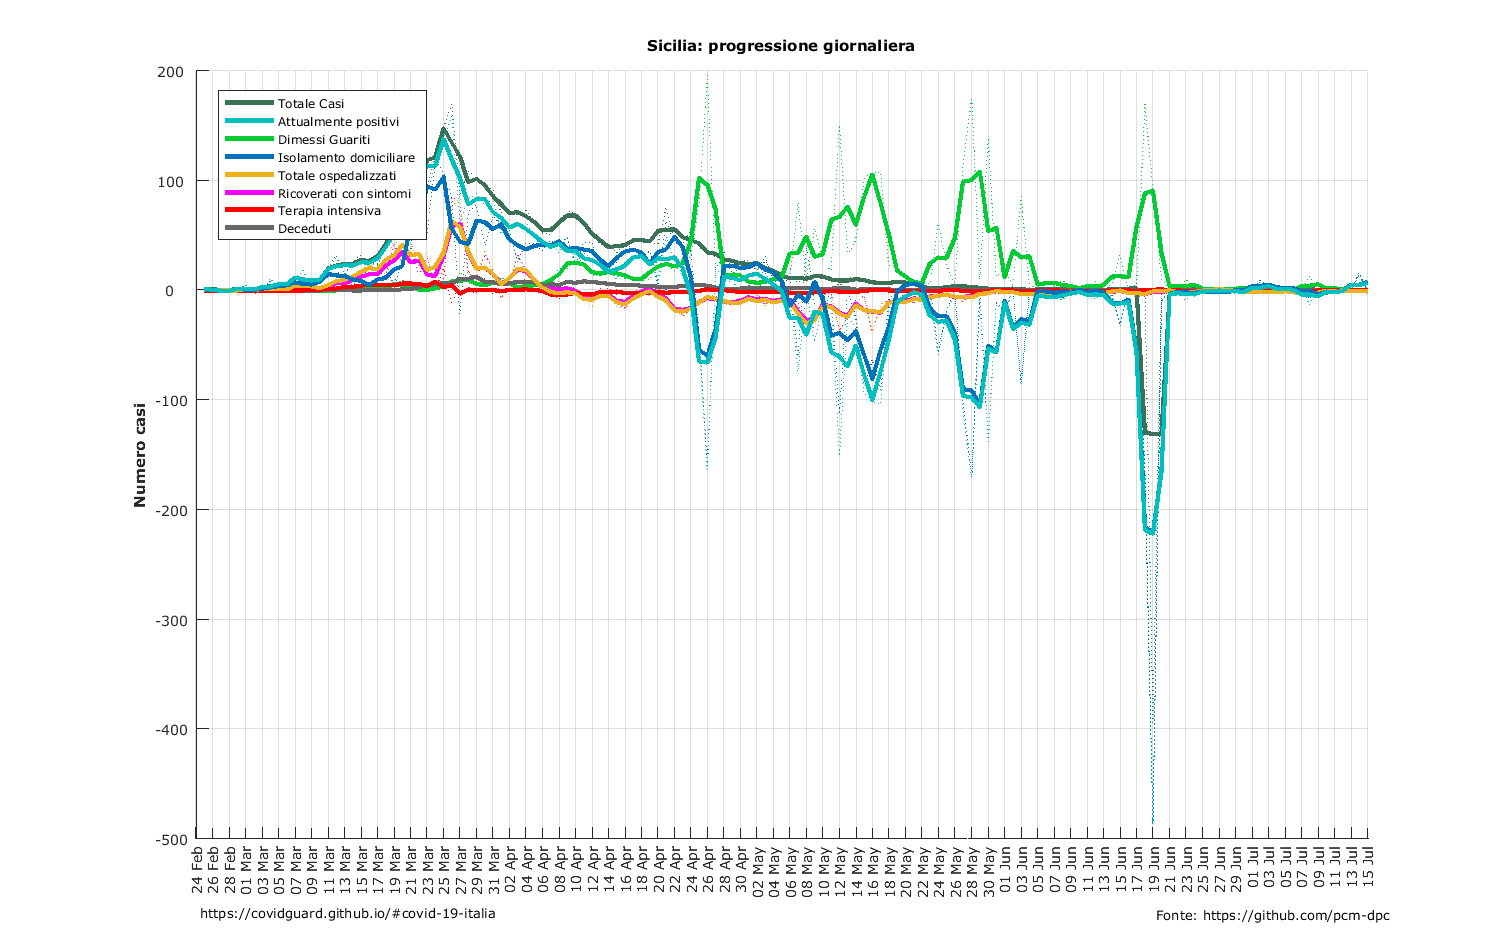 Sicilia: progressione giornaliera
Numero casi
200
100
0
-100
-200
-300
-400
-500
Totale Casi
Attualmente positivi
Dimessi Guariti
Isolamento domiciliare
Totale ospedalizzati
Ricoverati con sintomi
Terapia intensiva
Deceduti
24 Feb
26 Feb
28 Feb
01 Mar
03 Mar
05 Mar
07 Mar
09 Mar
11 Mar
13 Mar
15 Mar
17 Mar
19 Mar
21 Mar
23 Mar
25 Mar
27 Mar
29 Mar
31 Mar
02 Apr
04 Apr
06 Apr
08 Apr
10 Apr
12 Apr
14 Apr
16 Apr
18 Apr
20 Apr
22 Apr
24 Apr
26 Apr
28 Apr
30 Apr
02 May
04 May
06 May
08 May
10 May
12 May
14 May
16 May
18 May
20 May
22 May
24 May
26 May
28 May
30 May
01 Jun
03 Jun
05 Jun
07 Jun
09 Jun
11 Jun
13 Jun
15 Jun
17 Jun
19 Jun
21 Jun
23 Jun
25 Jun
27 Jun
29 Jun
01 Jul
03 Jul
05 Jul
07 Jul
09 Jul
11 Jul
13 Jul
15 Jul
https://covidguard.github.io/#covid-19-italia
Fonte: https://github.com/pcm-dpc